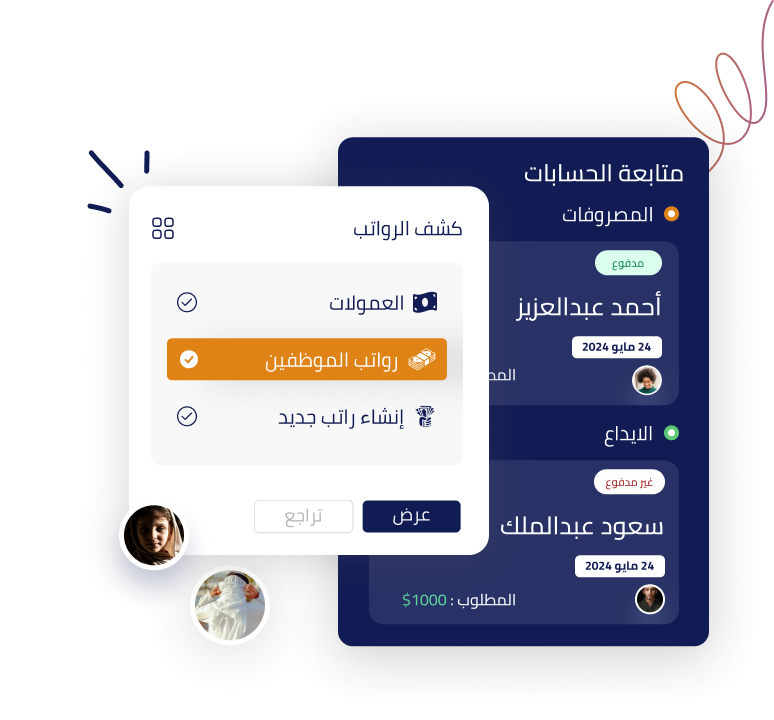 متابعة الحسابات
المصروفات
مدفوع
أحمد عبدالعزيز
24 مايو 2024
الايداع
غير مدفوع
سعود عبدالملك
24 مايو 2024
المطلوب : 1000$
كشف الرواتب
العمولات
رواتب الموظفين
إنشاء راتب جديد
عرض
تراجع